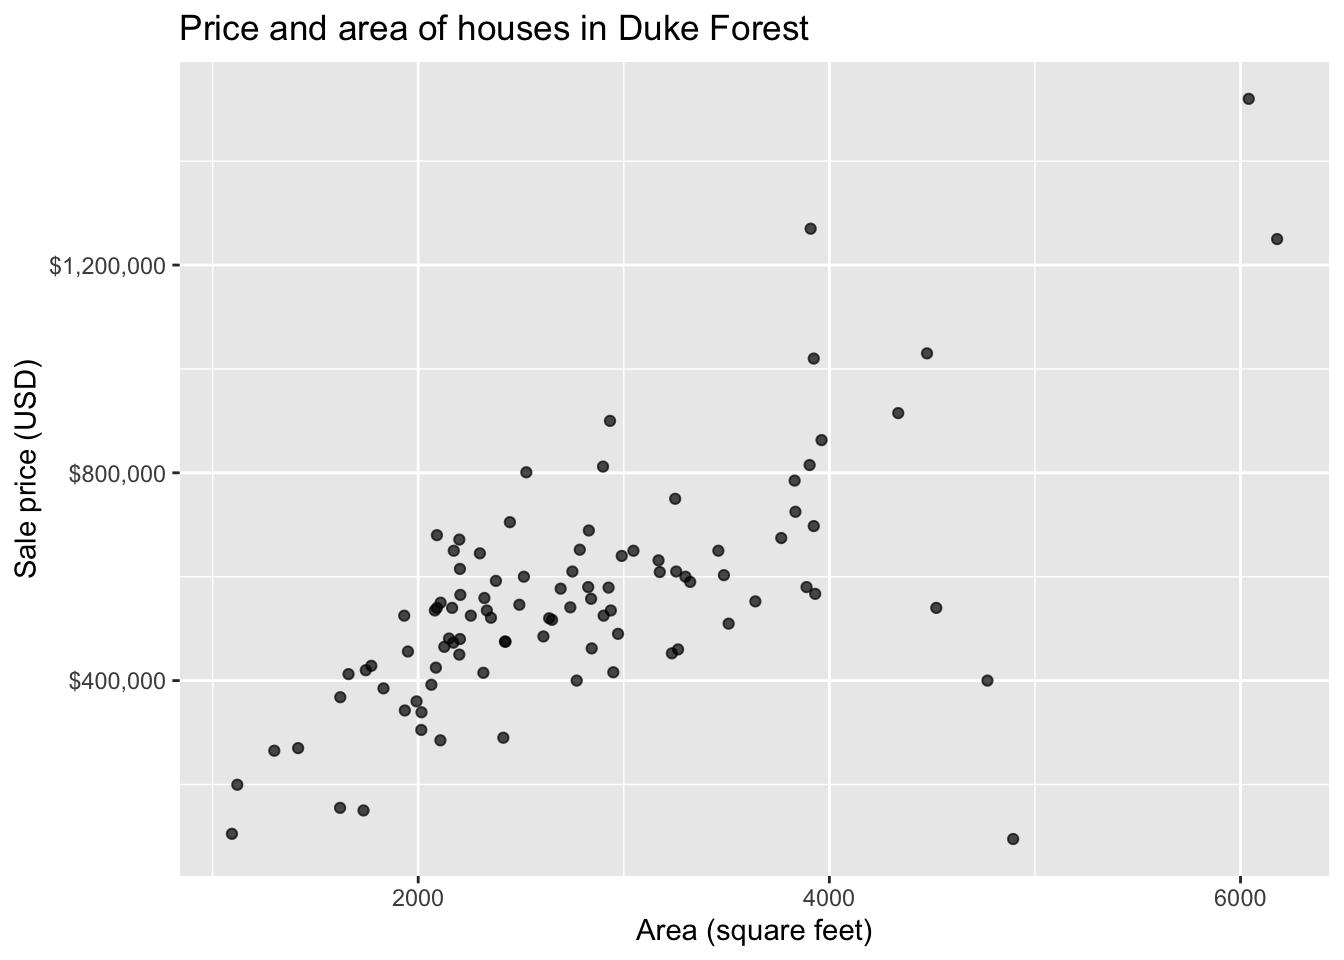 Price and area of houses in Duke Forest
$1,200,000
$800,000
$400,000
Sale price (USD)
2000
4000
6000
Area (square feet)